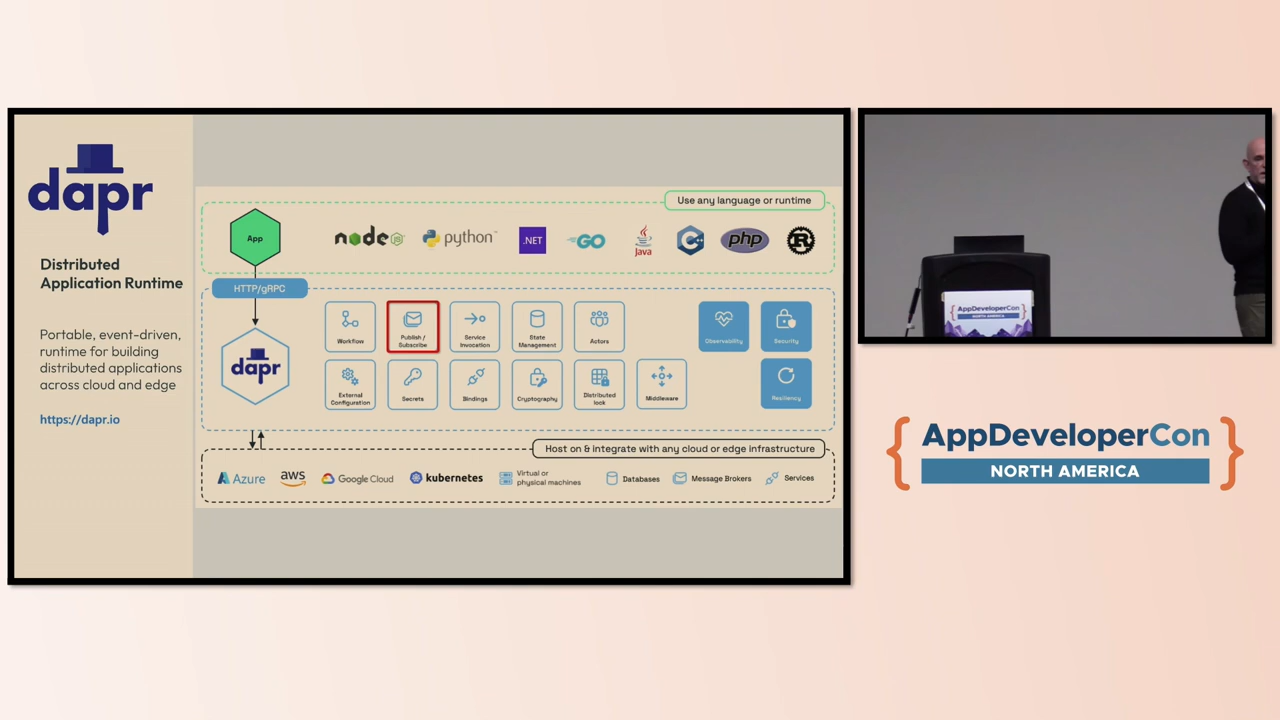 dapr
Distributed
Application Runtime
Portable, event-driven,
runtime for building
distributed applications
across cloud and edge
https://dapr.io
Use any language or runtime
App
node
JS
python
.NET
GO
Java
C++
php
R
HTTP/gRPC
dapr
Workflow
Publish /
Subscribe
Service
Invocation
State
Management
Actors
Observability
Security
External
Configuration
Secrets
Bindings
Cryptography
Distributed
lock
Middleware
Resiliency
Host on & integrate with any cloud or edge infrastructure
Azure
aws
Google Cloud
kubernetes
Virtual or
physical machines
Databases
Message Brokers
Services
AppDeveloperCon
NORTH AMERICA
{ AppDeveloperCon }
NORTH AMERICA